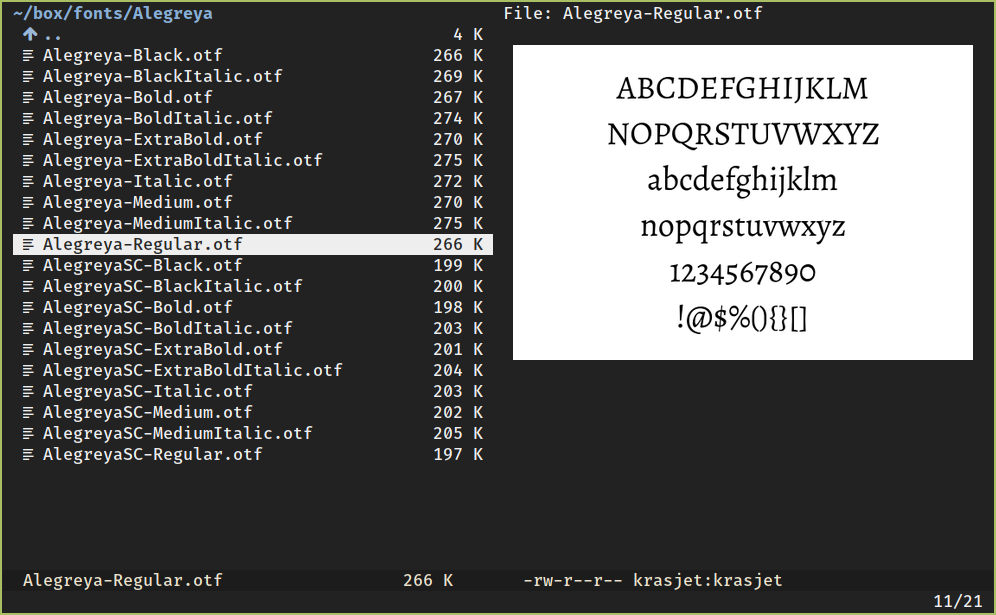 ~/box/fonts/Alegreya
.. 4 K
Alegreya-Black.otf 266 K
Alegreya-BlackItalic.otf 269 K
Alegreya-Bold.otf 267 K
Alegreya-BoldItalic.otf 274 K
Alegreya-ExtraBold.otf 270 K
Alegreya-ExtraBoldItalic.otf 275 K
Alegreya-Italic.otf 272 K
Alegreya-Medium.otf 270 K
Alegreya-MediumItalic.otf 275 K
Alegreya-Regular.otf 266 K
AlegreyaSC-Black.otf 199 K
AlegreyaSC-BlackItalic.otf 200 K
AlegreyaSC-Bold.otf 198 K
AlegreyaSC-BoldItalic.otf 203 K
AlegreyaSC-ExtraBold.otf 201 K
AlegreyaSC-ExtraBoldItalic.otf 204 K
AlegreyaSC-Italic.otf 203 K
AlegreyaSC-Medium.otf 202 K
AlegreyaSC-MediumItalic.otf 205 K
AlegreyaSC-Regular.otf 197 K
File: Alegreya-Regular.otf
ABCDEFGHIJKLM
NOPQRSTUVWXYZ
abcdefghijklm
nopqrstuvwxyz
1234567890
!@$%(){}[]
Alegreya-Regular.otf 266 K -rw-r--r-- krasjet:krasjet
11/21